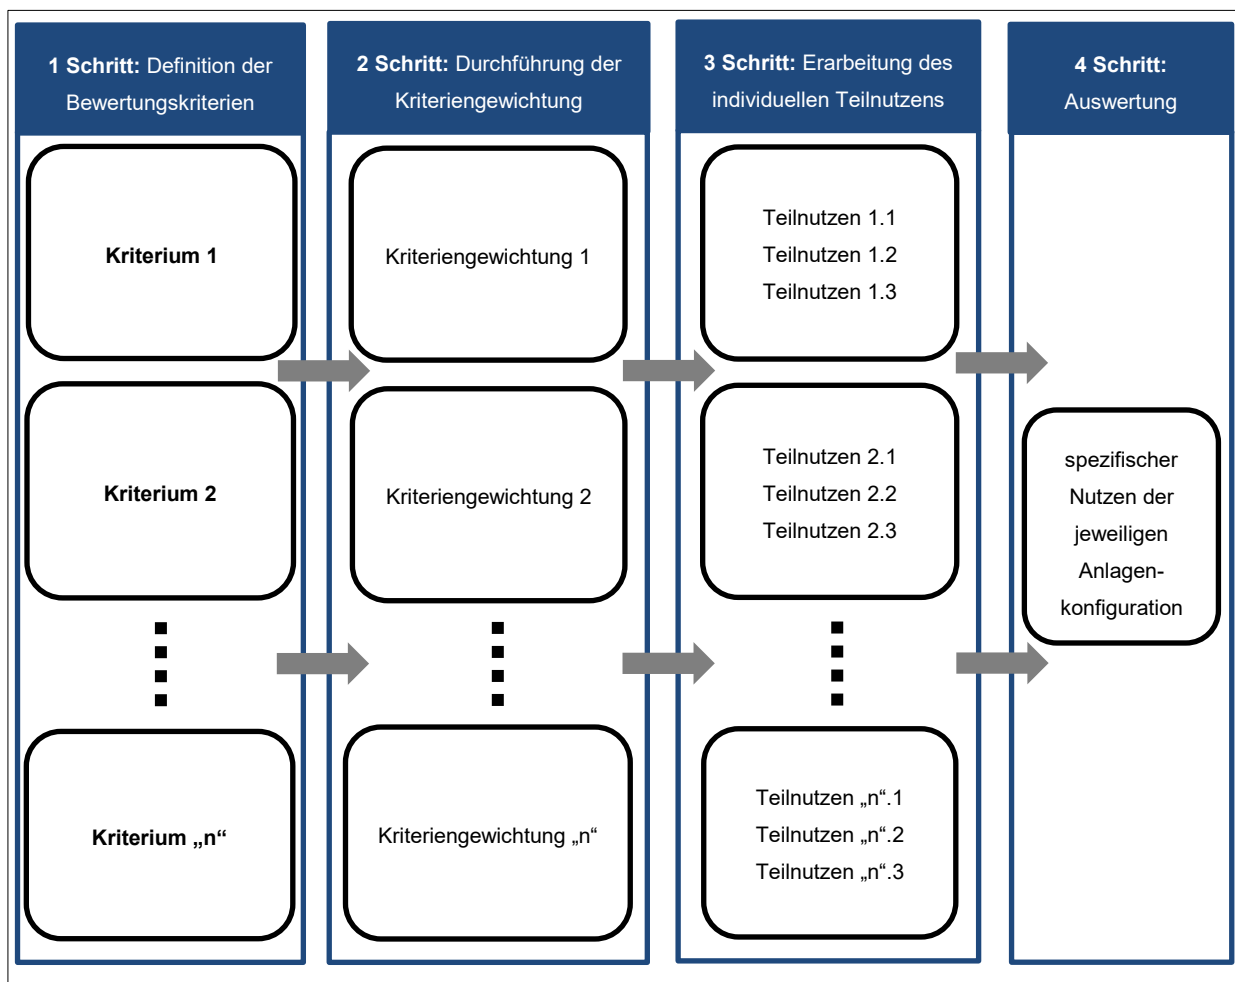 1 Schritt: Definition der
Bewertungskriterien
2 Schritt: Durchführung der
Kriteriengewichtung
3 Schritt: Erarbeitung des
individuellen Teilnutzens
4 Schritt:
Auswertung
Kriterium 1
Kriteriengewichtung 1
Teilnutzen 1.1
Teilnutzen 1.2
Teilnutzen 1.3
Kriterium 2
Kriteriengewichtung 2
Teilnutzen 2.1
Teilnutzen 2.2
Teilnutzen 2.3
spezifischer
Nutzen der
jeweiligen
Anlagen-
konfiguration
Kriterium „n“
Kriteriengewichtung „n“
Teilnutzen „n“.1
Teilnutzen „n“.2
Teilnutzen „n“.3